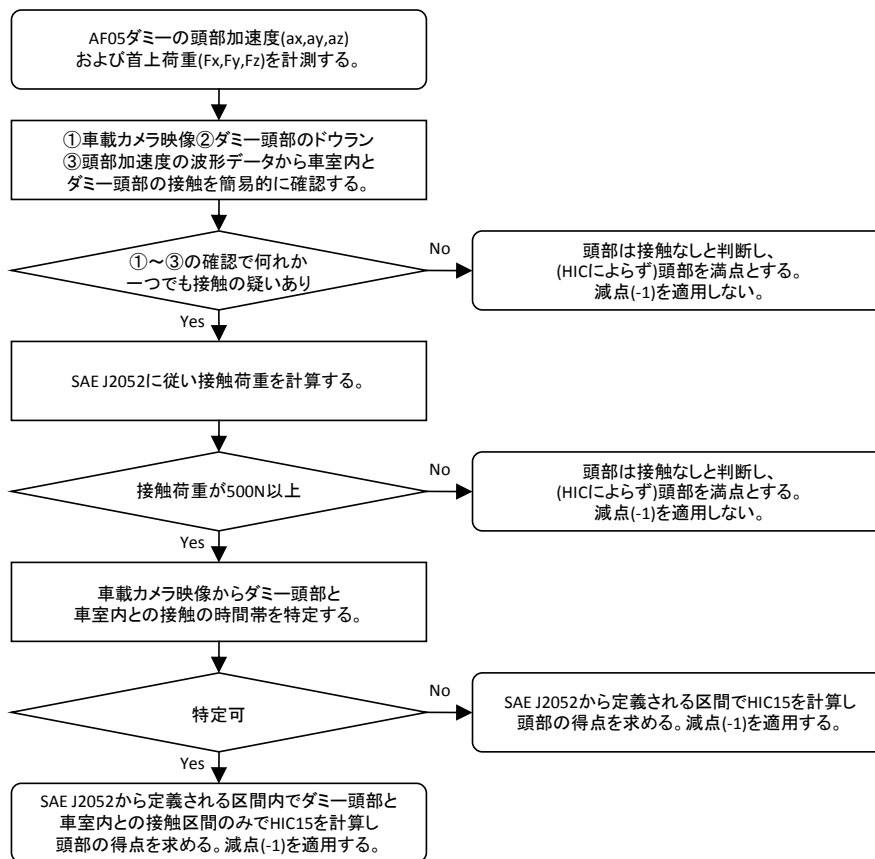 AF05ダミーの頭部加速度(ax,ay,az)
および首上荷重(Fx,Fy,Fz)を計測する。
①車載カメラ映像②ダミー頭部のドウラン
③頭部加速度の波形データから車室内と
ダミー頭部の接触を簡易的に確認する。
①～③の確認で何れか
一つでも接触の疑いあり
No
頭部は接触なしと判断し、
(HICによらず)頭部を満点とする。
減点(-1)を適用しない。
Yes
SAE J2052に従い接触荷重を計算する。
接触荷重が500N以上
No
頭部は接触なしと判断し、
(HICによらず)頭部を満点とする。
減点(-1)を適用しない。
Yes
車載カメラ映像からダミー頭部と
車室内との接触の時間帯を特定する。
特定可
No
SAE J2052から定義される区間でHIC15を計算し
頭部の得点を求める。減点(-1)を適用する。
Yes
SAE J2052から定義される区間内でダミー頭部と
車室内との接触区間のみでHIC15を計算し
頭部の得点を求める。減点(-1)を適用する。